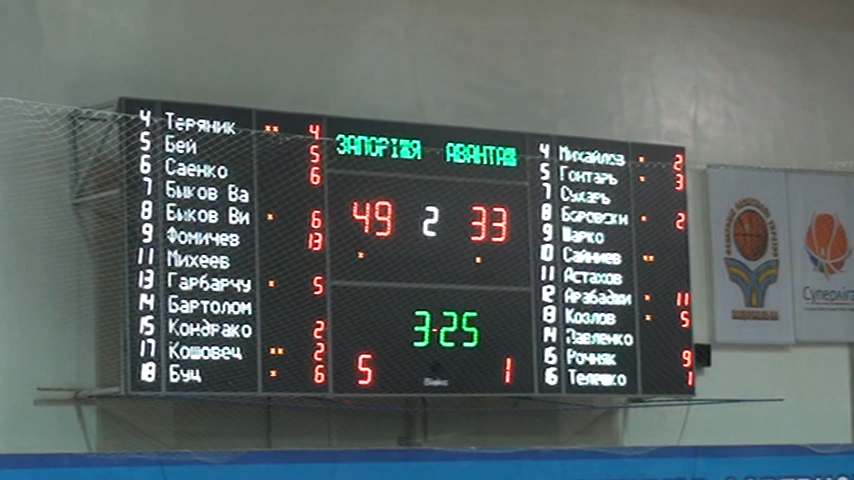 ЗАПОРІЖЯ АВАНТАЖ
49 2 33
3:25
5 1
4 Теряник ** 4
5 Бей 5
6 Саенко 6
7 Быков Ва
8 Быков Ви * 6
9 Фомичев 13
11 Михеев
13 Гарбарчу * 5
14 Бартолом
15 Кондрако 2
17 Кошовец ** 2
18 Буц * 6
4 Михайлов * 2
5 Гонтарь * 3
7 Сухарь
8 Боровски * 2
9 Шарко
10 Сайниев **
11 Астахов
12 Арабаджи * 11
13 Козлов * 5
14 Павленко
15 Рочняк 9
16 Телешко 1
Суперліга